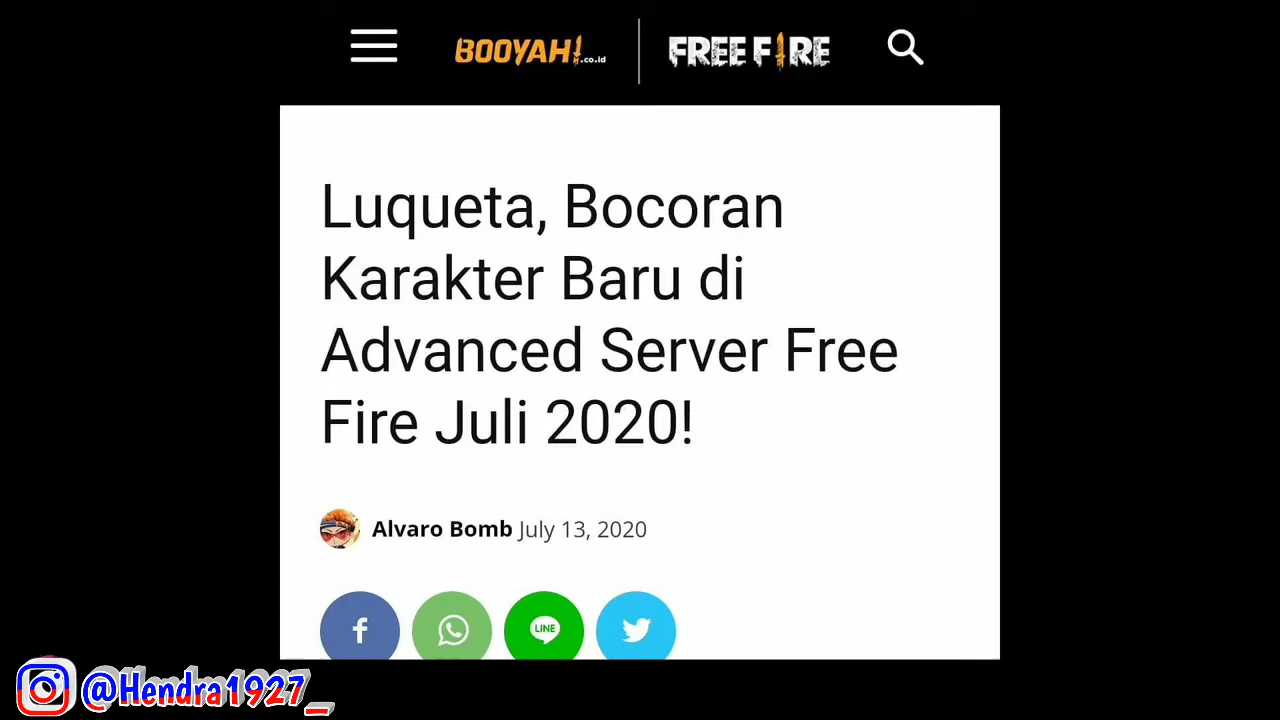 BOOYAH!.co.id FREE FIRE
Luqueta, Bocoran
Karakter Baru di
Advanced Server Free
Fire Juli 2020!
Alvaro Bomb July 13, 2020
LINE
@Hendra1927_